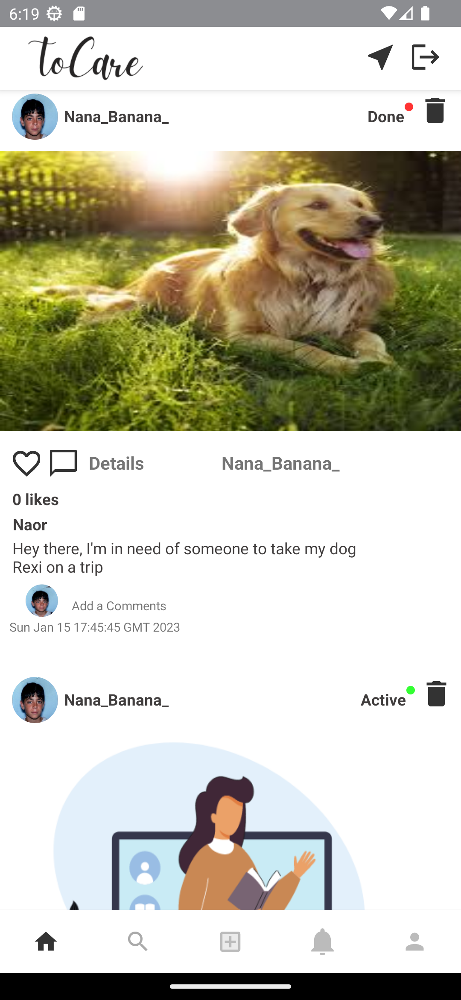 6:19
toCare
Nana_Banana_
Done
Details
Nana_Banana_
0 likes
Naor
Hey there, I'm in need of someone to take my dog
Rexi on a trip
Add a Comments
Sun Jan 15 17:45:45 GMT 2023
Nana_Banana_
Active